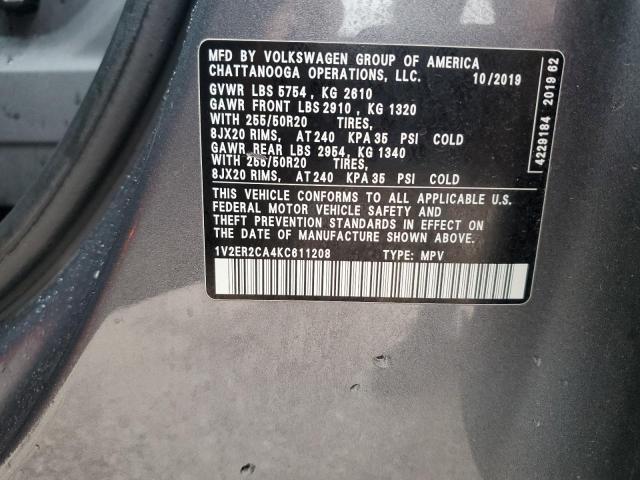 MFD BY VOLKSWAGEN GROUP OF AMERICA
CHATTANOOGA OPERATIONS, LLC. 10/2019
GVWR LBS 5754, KG 2610
GAWR FRONT LBS 2910, KG 1320
WITH 255/50R20 TIRES,
8JX20 RIMS, AT 240 KPA 35 PSI COLD
GAWR REAR LBS 2954, KG 1340
WITH 255/50R20 TIRES,
8JX20 RIMS, AT 240 KPA 35 PSI COLD
THIS VEHICLE CONFORMS TO ALL APPLICABLE U.S.
FEDERAL MOTOR VEHICLE SAFETY AND
THEFT PREVENTION STANDARDS IN EFFECT ON
THE DATE OF MANUFACTURE SHOWN ABOVE.
1V2ER2CA4KC611208 TYPE: MPV
4229184 2019 62